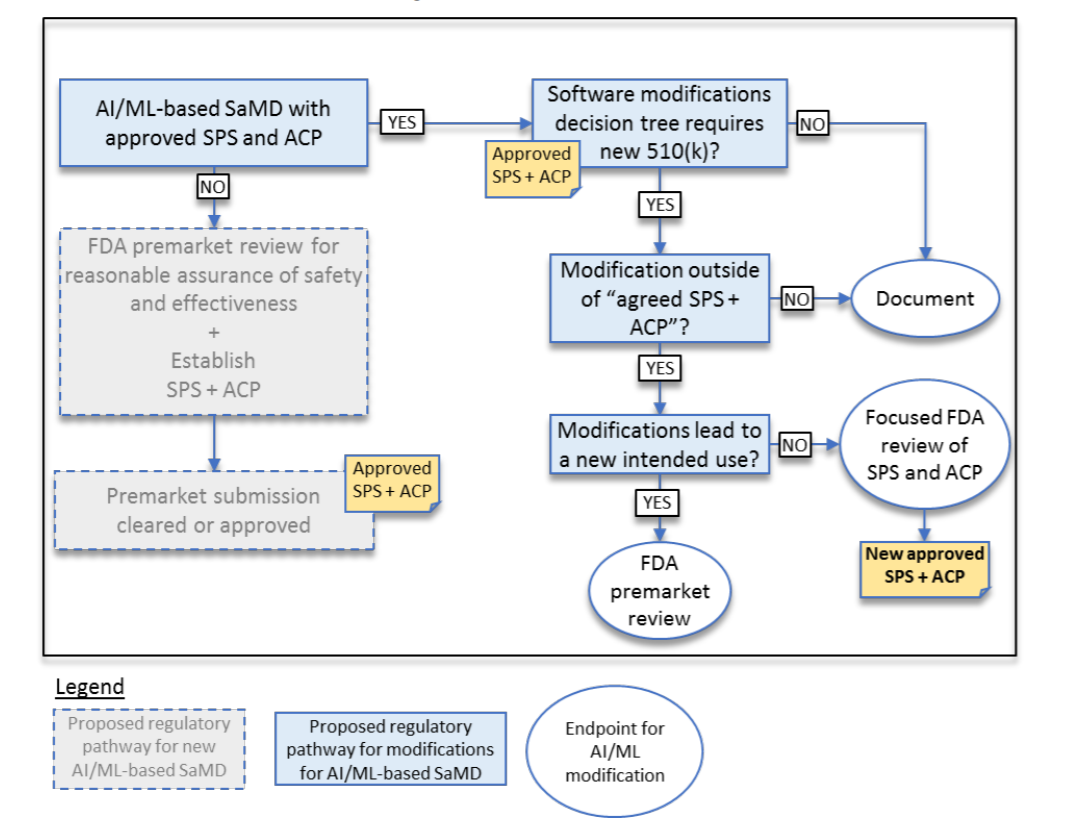 AI/ML-based SaMD with
approved SPS and ACP
YES
Software modifications
decision tree requires
new 510(k)?
NO
Approved
SPS + ACP
NO
YES
FDA premarket review for
reasonable assurance of safety
and effectiveness
+
Establish
SPS + ACP
Modification outside
of “agreed SPS +
ACP”?
NO
Document
YES
Modifications lead to
a new intended use?
NO
Focused FDA
review of
SPS and ACP
Approved
SPS + ACP
Premarket submission
cleared or approved
YES
FDA
premarket
review
New approved
SPS + ACP
Legend
Proposed regulatory
pathway for new
AI/ML-based SaMD
Proposed regulatory
pathway for modifications
for AI/ML-based SaMD
Endpoint for
AI/ML
modification